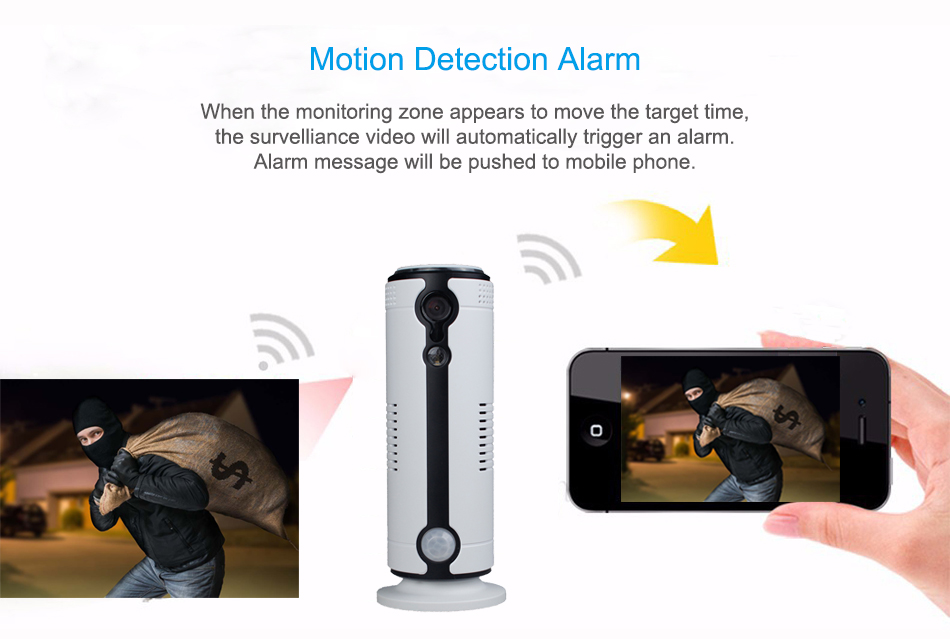 Motion Detection Alarm
When the monitoring zone appears to move the target time,
the survelliance video will automatically trigger an alarm.
Alarm message will be pushed to mobile phone.
$
$